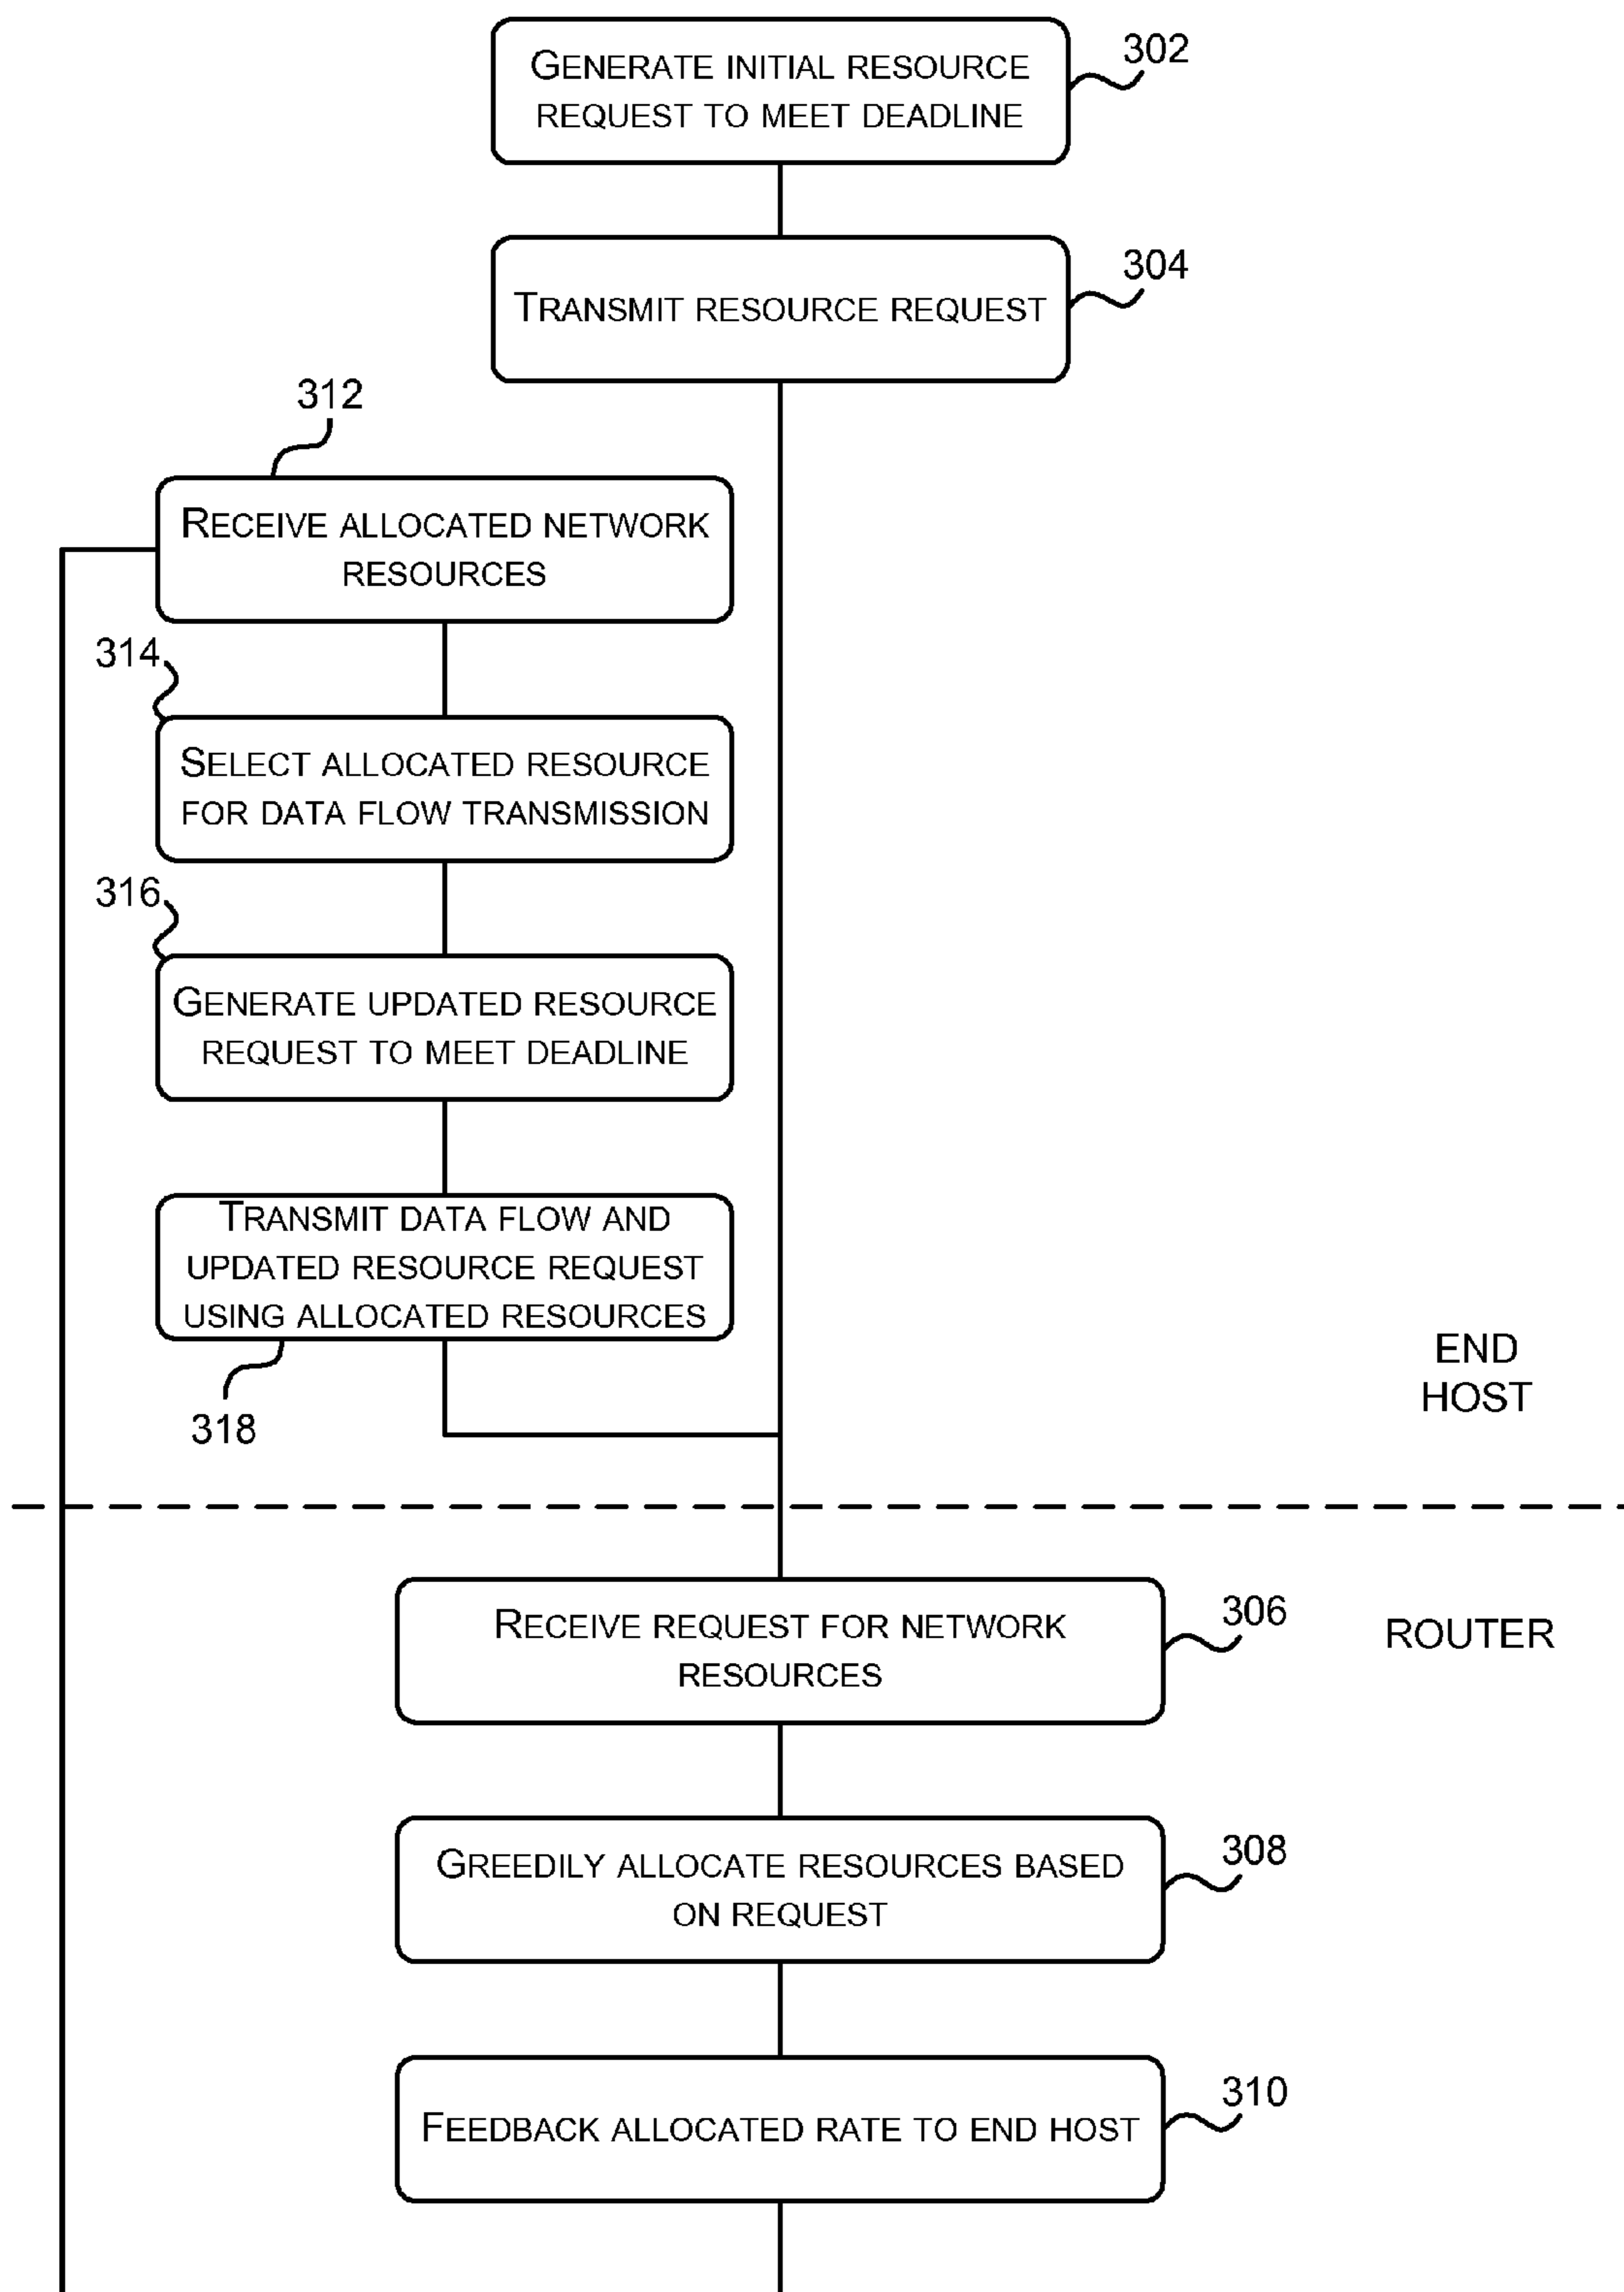 GENERATE INITIAL RESOURCE
REQUEST TO MEET DEADLINE
302
TRANSMIT RESOURCE REQUEST
304
312
RECEIVE ALLOCATED NETWORK
RESOURCES
314
SELECT ALLOCATED RESOURCE
FOR DATA FLOW TRANSMISSION
316
GENERATE UPDATED RESOURCE
REQUEST TO MEET DEADLINE
TRANSMIT DATA FLOW AND
UPDATED RESOURCE REQUEST
USING ALLOCATED RESOURCES
318
END
HOST
RECEIVE REQUEST FOR NETWORK
RESOURCES
306
ROUTER
GREEDILY ALLOCATE RESOURCES BASED
ON REQUEST
308
FEEDBACK ALLOCATED RATE TO END HOST
310